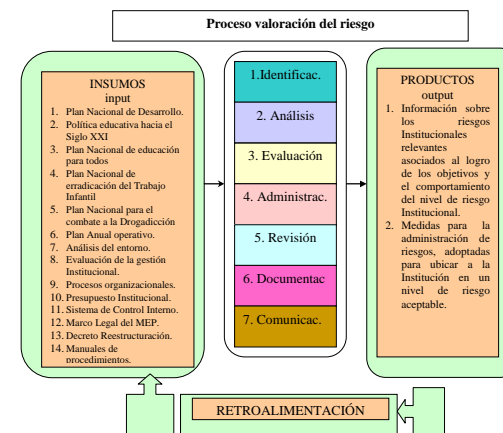 Proceso valoración del riesgo
INSUMOS
input
1. Plan Nacional de Desarrollo.
2. Política educativa hacia el
Siglo XXI
3. Plan Nacional de educación
para todos
4. Plan Nacional de
erradicación del Trabajo
Infantil
5. Plan Nacional para el
combate a la Drogadicción
6. Plan Anual operativo.
7. Análisis del entorno.
8. Evaluación de la gestión
Institucional.
9. Procesos organizacionales.
10. Presupuesto Institucional.
11. Sistema de Control Interno.
12. Marco Legal del MEP.
13. Decreto Reestructuración.
14. Manuales de
procedimientos.
1.Identificac.
2. Análisis
3. Evaluación
4. Administrac.
5. Revisión
6. Documentac
7. Comunicac.
PRODUCTOS
output
1. Información sobre
los riesgos
Institucionales
relevantes
asociados al logro
de los objetivos y
el comportamiento
del nivel de riesgo
Institucional.
2. Medidas para la
administración de
riesgos, adoptadas
para ubicar a la
Institución en un
nivel de riesgo
aceptable.
RETROALIMENTACIÓN